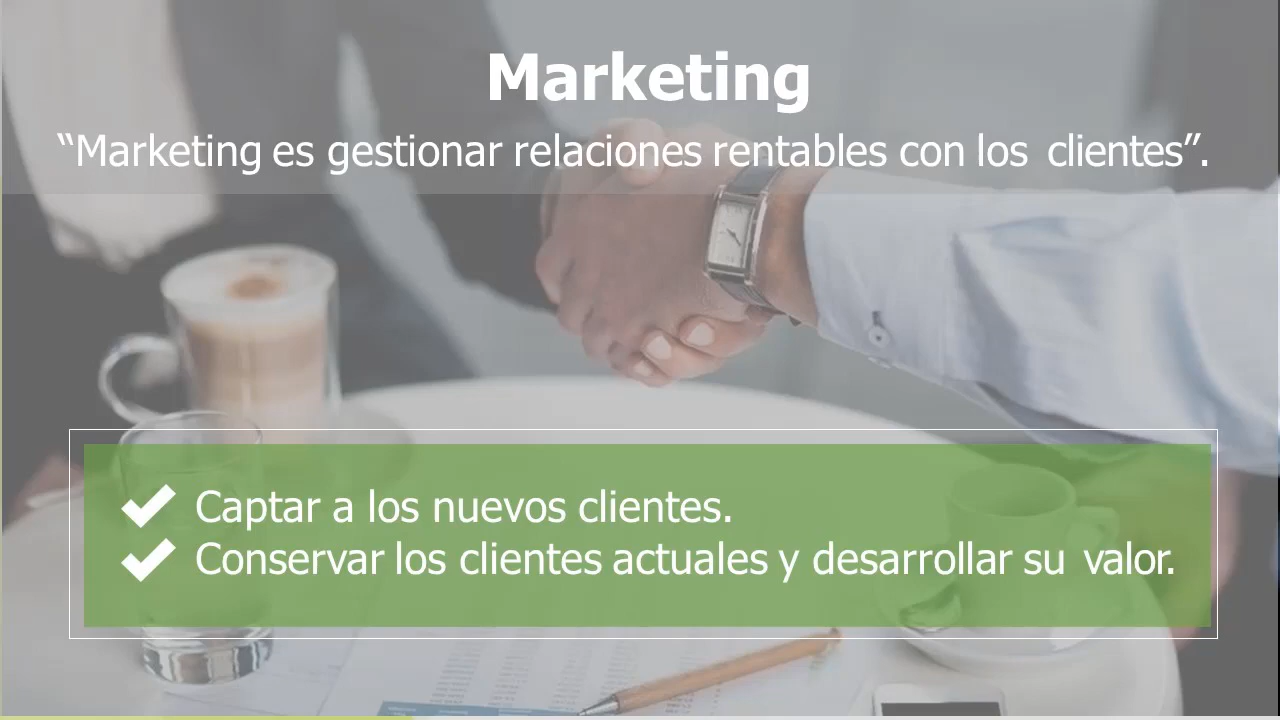 Marketing
“Marketing es gestionar relaciones rentables con los clientes”.
Captar a los nuevos clientes.
Conservar los clientes actuales y desarrollar su valor.